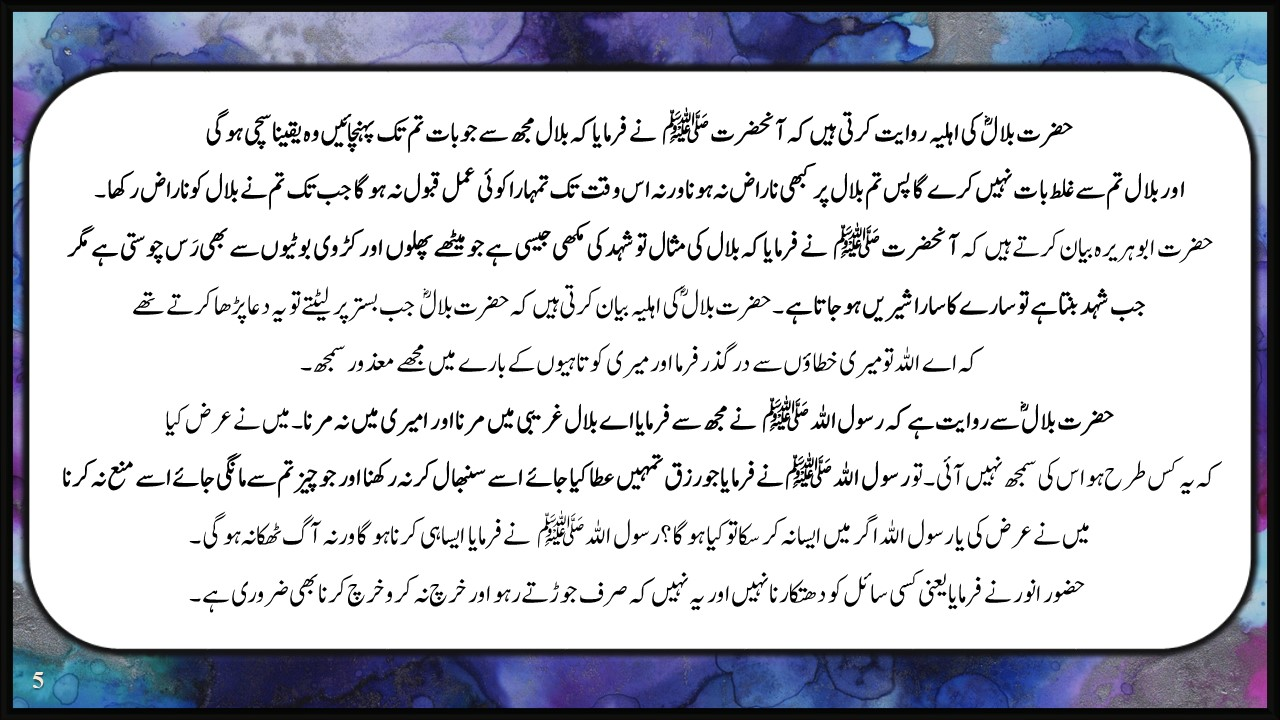 حضرت بلالؓ کی اہلیہ روایت کرتی ہیں کہ آنحضرت ﷺ نے فرمایا کہ بلال مجھ سے جو بات تم تک پہنچائیں وہ یقیناً سچی ہوگی
اور بلال تم سے غلط بات نہیں کرے گا پس تم بلال پر کبھی ناراض نہ ہونا ورنہ اس وقت تک تمہارا کوئی عمل قبول نہ ہوگا جب تک تم نے بلال کو ناراض رکھا۔
حضرت ابوہریرہ بیان کرتے ہیں کہ آنحضرت ﷺ نے فرمایا کہ بلال کی مثال تو شہد کی مکھی جیسی ہے جو میٹھے پھلوں اور کڑوی بوٹیوں سے بھی رَس چوستی ہے مگر
جب شہد بنتا ہے تو سارے کا سارا شیریں ہو جاتا ہے۔ حضرت بلالؓ کی اہلیہ بیان کرتی ہیں کہ حضرت بلالؓ جب بستر پر لیٹتے تو یہ دعا پڑھا کرتے تھے
کہ اے اللہ تو میری خطاؤں سے درگذر فرما اور میری کوتاہیوں کے بارے میں مجھے معذور سمجھ۔
حضرت بلالؓ سے روایت ہے کہ رسول اللہ ﷺ نے مجھ سے فرمایا اے بلال غریبی میں مرنا اور امیری میں نہ مرنا۔ میں نے عرض کیا
کہ یہ کس طرح ہو اس کی سمجھ نہیں آئی۔ تو رسول اللہ ﷺ نے فرمایا جو رزق تمہیں عطا کیا جائے اسے سنبھال کر نہ رکھنا اور جو چیز تم سے مانگی جائے اسے منع نہ کرنا
میں نے عرض کی یا رسول اللہ اگر میں ایسا نہ کر سکا تو کیا ہو گا؟ رسول اللہ ﷺ نے فرمایا ایسا ہی کرنا ہو گا ورنہ آگ ٹھکانہ ہو گی۔
حضور انور نے فرمایا یعنی کسی سائل کو دھتکارنا نہیں اور یہ نہیں کہ صرف جوڑتے رہو اور خرچ نہ کرو خرچ کرنا بھی ضروری ہے۔
5